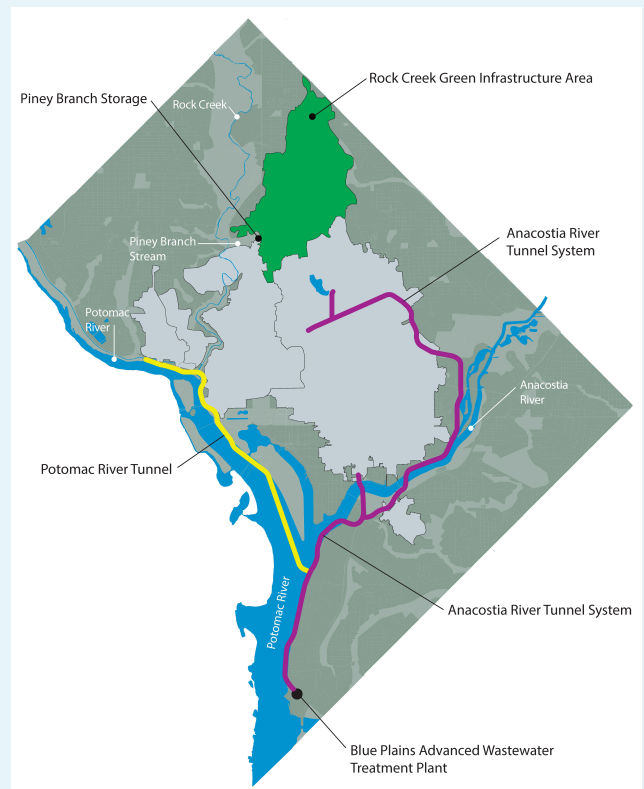 Rock Creek Green Infrastructure Area
Piney Branch Storage
Rock Creek
Anacostia River
Tunnel System
Piney Branch
Stream
Potomac
River
Anacostia
River
Potomac River Tunnel
Potomac River
Anacostia River Tunnel System
Blue Plains Advanced Wastewater
Treatment Plant